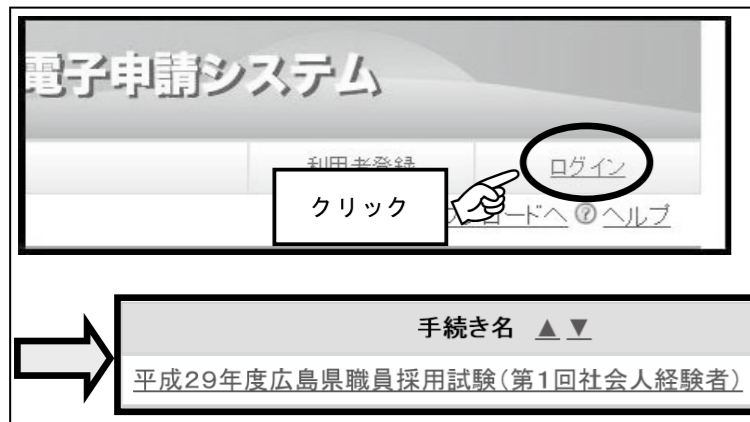 電子申請システム
利用者登録 ログイン
クリック
ードへ ? ヘルプ
手続き名 ▲ ▼
平成29年度広島県職員採用試験(第1回社会人経験者)